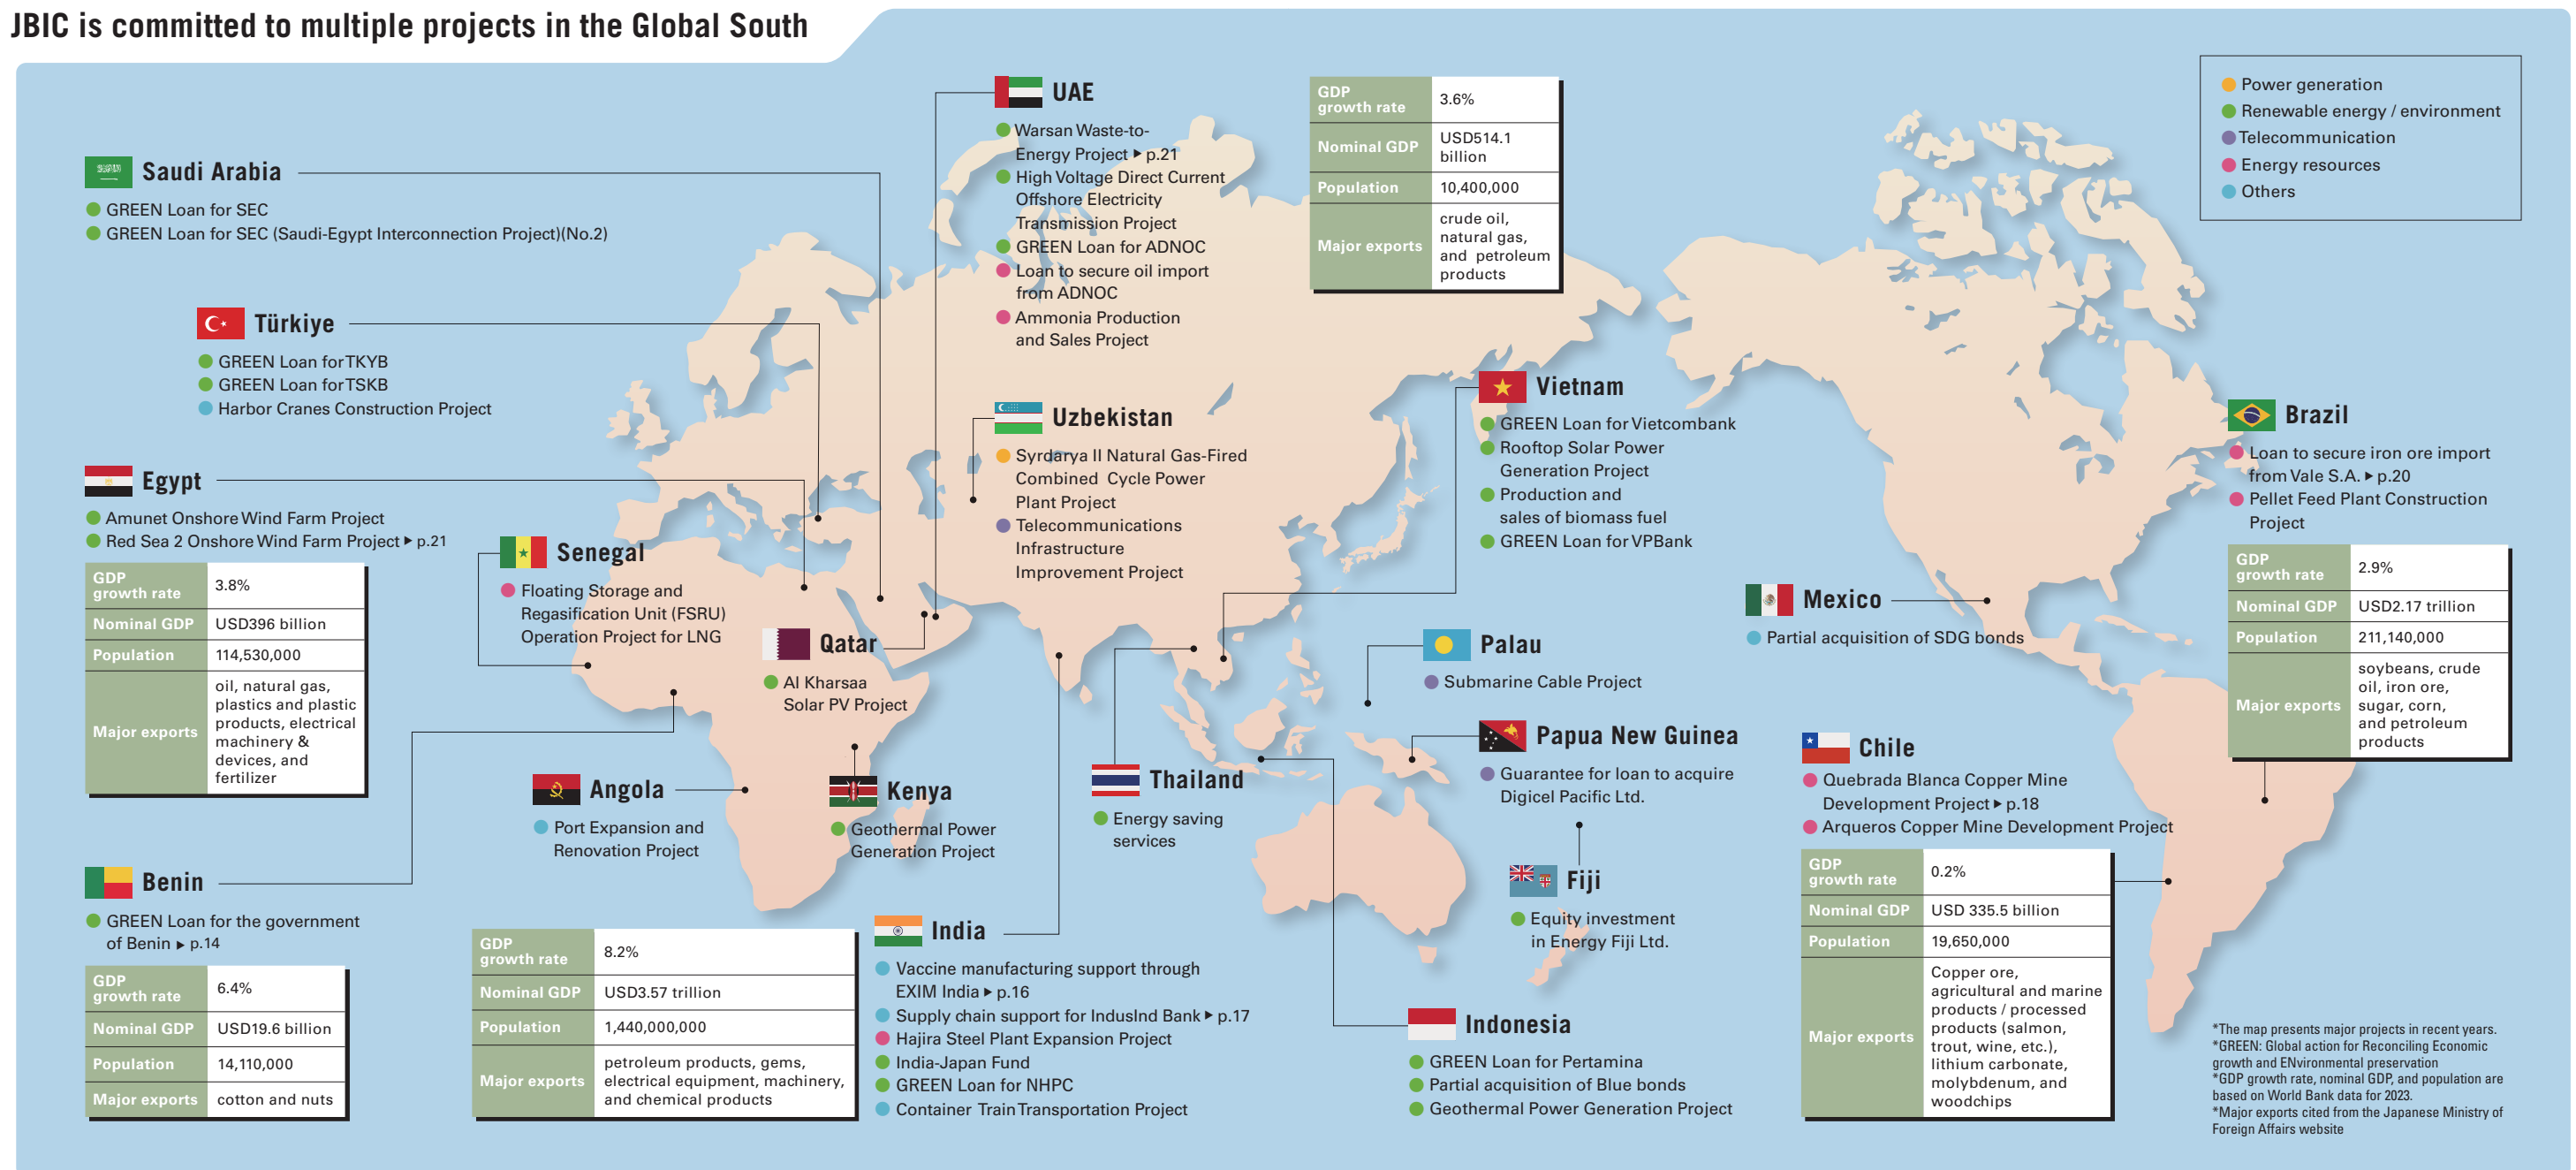 JBIC is committed to multiple projects in the Global South
Power generation
Renewable energy / environment
Telecommunication
Energy resources
Others
Saudi Arabia
GREEN Loan for SEC
GREEN Loan for SEC (Saudi-Egypt Interconnection Project)(No.2)
Türkiye
GREEN Loan for TKYB
GREEN Loan for TSKB
Harbor Cranes Construction Project
Egypt
Amunet Onshore Wind Farm Project
Red Sea 2 Onshore Wind Farm Project ▶ p.21
GDP
growth rate
3.8%
Nominal GDP
USD396 billion
Population
114,530,000
Major exports
oil, natural gas,
plastics and plastic
products, electrical
machinery &
devices, and
fertilizer
Senegal
Floating Storage and
Regasification Unit (FSRU)
Operation Project for LNG
Qatar
Al Kharsaa
Solar PV Project
Angola
Port Expansion and
Renovation Project
Kenya
Geothermal Power
Generation Project
Benin
GREEN Loan for the government
of Benin ▶ p.14
GDP
growth rate
6.4%
Nominal GDP
USD19.6 billion
Population
14,110,000
Major exports
cotton and nuts
UAE
Warsan Waste-to-
Energy Project ▶ p.21
High Voltage Direct Current
Offshore Electricity
Transmission Project
GREEN Loan for ADNOC
Loan to secure oil import
from ADNOC
Ammonia Production
and Sales Project
GDP
growth rate
3.6%
Nominal GDP
USD514.1
billion
Population
10,400,000
Major exports
crude oil,
natural gas,
and petroleum
products
Uzbekistan
Syrdarya II Natural Gas-Fired
Combined Cycle Power
Plant Project
Telecommunications
Infrastructure
Improvement Project
Vietnam
GREEN Loan for Vietcombank
Rooftop Solar Power
Generation Project
Production and
sales of biomass fuel
GREEN Loan for VPBank
Palau
Submarine Cable Project
Papua New Guinea
Guarantee for loan to acquire
Digicel Pacific Ltd.
Thailand
Energy saving
services
Fiji
Equity investment
in Energy Fiji Ltd.
GDP
growth rate
8.2%
Nominal GDP
USD3.57 trillion
Population
1,440,000,000
Major exports
petroleum products, gems,
electrical equipment, machinery,
and chemical products
India
Vaccine manufacturing support through
EXIM India ▶ p.16
Supply chain support for IndusInd Bank ▶ p.17
Hajira Steel Plant Expansion Project
India-Japan Fund
GREEN Loan for NHPC
Container Train Transportation Project
Indonesia
GREEN Loan for Pertamina
Partial acquisition of Blue bonds
Geothermal Power Generation Project
Mexico
Partial acquisition of SDG bonds
Brazil
Loan to secure iron ore import
from Vale S.A. ▶ p.20
Pellet Feed Plant Construction
Project
GDP
growth rate
2.9%
Nominal GDP
USD2.17 trillion
Population
211,140,000
Major exports
soybeans, crude
oil, iron ore,
sugar, corn,
and petroleum
products
Chile
Quebrada Blanca Copper Mine
Development Project ▶ p.18
Arqueros Copper Mine Development Project
GDP
growth rate
0.2%
Nominal GDP
USD 335.5 billion
Population
19,650,000
Major exports
Copper ore,
agricultural and marine
products / processed
products (salmon,
trout, wine, etc.),
lithium carbonate,
molybdenum, and
woodchips
*The map presents major projects in recent years.
*GREEN: Global action for Reconciling Economic
growth and ENvironmental preservation
*GDP growth rate, nominal GDP, and population are
based on World Bank data for 2023.
*Major exports cited from the Japanese Ministry of
Foreign Affairs website